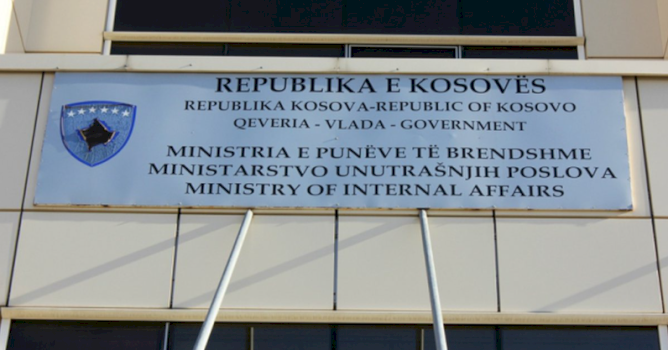 REPUBLIKA E KOSOVËS
REPUBLIKA KOSOVA-REPUBLIC OF KOSOVO
QEVERIA - VLADA - GOVERNMENT
MINISTRIA E PUNËVE TË BRENDSHME
MINISTARSTVO UNUTRAŠNJIH POSLOVA
MINISTRY OF INTERNAL AFFAIRS